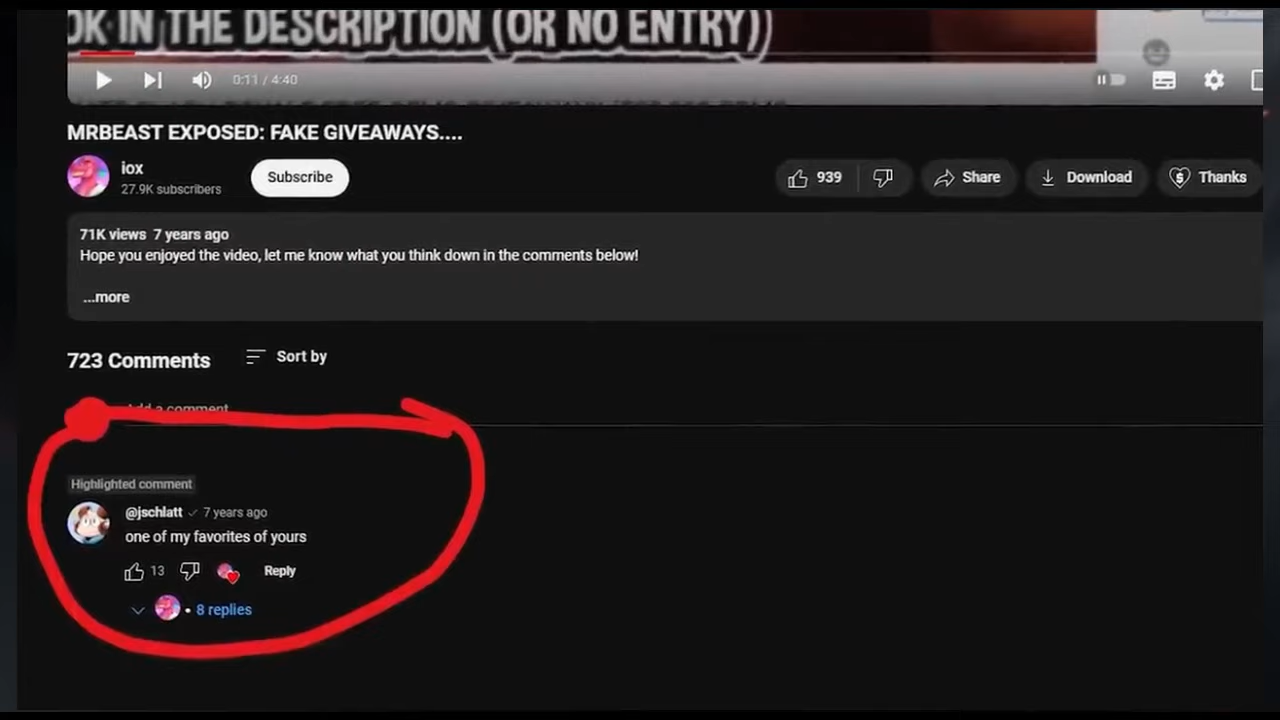 OK IN THE DESCRIPTION (OR NO ENTRY))
0:11 / 4:40
MRBEAST EXPOSED: FAKE GIVEAWAYS....
iox
27.9K subscribers
Subscribe
939
Share
Download
Thanks
71K views 7 years ago
Hope you enjoyed the video, let me know what you think down in the comments below!
...more
723 Comments
Sort by
Add a comment
Highlighted comment
@jschlatt 7 years ago
one of my favorites of yours
13
Reply
• 8 replies